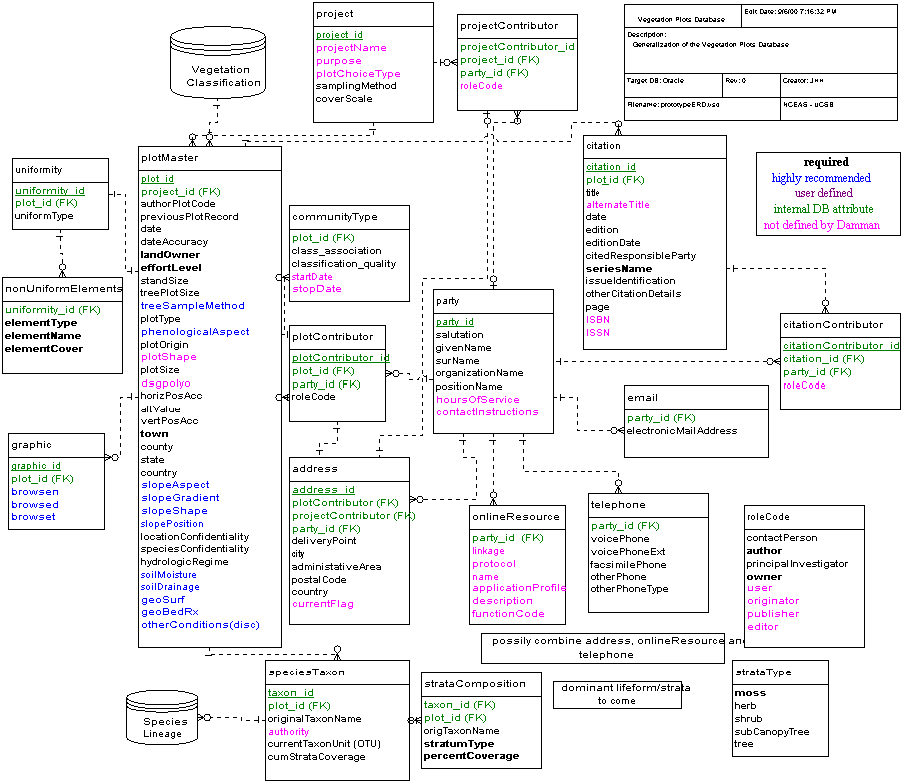 project
project_id
projectName
purpose
plotChoiceType
samplingMethod
coverScale
projectContributor
projectContributor_id
project_id (FK)
party_id (FK)
roleCode
Vegetation Plots Database
Edit Date: 9/6/00 7:16:32 PM
Description:
Generalization of the Vegetation Plots Database
Target DB: Oracle
Rev: 0
Creator: JHH
Filename: prototypeERD.vsd
NCEAS - UCSB
Vegetation
Classification
required
highly recommended
user defined
internal DB attribute
not defined by Damman
uniformity
uniformity_id
plot_id (FK)
uniformType
nonUniformElements
uniformity_id (FK)
elementType
elementName
elementCover
graphic
graphic_id
plot_id (FK)
browsen
browsed
browset
plotMaster
plot_id
project_id (FK)
authorPlotCode
previousPlotRecord
date
dateAccuracy
landOwner
effortLevel
standSize
treePlotSize
treeSampleMethod
plotType
phenologicalAspect
plotOrigin
plotShape
plotSize
dsgpolyo
horizPosAcc
altValue
vertPosAcc
town
county
state
country
slopeAspect
slopeGradient
slopeShape
slopePosition
locationConfidentiality
speciesConfidentiality
hydrologicRegime
soilMoisture
soilDrainage
geoSurf
geoBedRx
otherConditions(disc)
communityType
plot_id (FK)
class_association
classification_quality
startDate
stopDate
plotContributor
plotContributor_id
plot_id (FK)
party_id (FK)
roleCode
address
address_id
plotContributor (FK)
projectContributor (FK)
party_id (FK)
deliveryPoint
city
administativeArea
postalCode
country
currentFlag
party
party_id
salutation
givenName
surName
organizationName
positionName
hoursOfService
contactInstructions
citation
citation_id
plot_id (FK)
title
alternateTitle
date
edition
editionDate
citedResponsibleParty
seriesName
issueIdentification
otherCitationDetails
page
ISBN
ISSN
citationContributor
citationContributor_id
citation_id (FK)
party_id (FK)
roleCode
email
party_id (FK)
electronicMailAddress
onlineResource
party_id (FK)
linkage
protocol
name
applicationProfile
description
functionCode
telephone
party_id (FK)
voicePhone
voicePhoneExt
facsimilePhone
otherPhone
otherPhoneType
roleCode
contactPerson
author
principalInvestigator
owner
user
originator
publisher
editor
possily combine address, onlineResource and
telephone
speciesTaxon
taxon_id
plot_id (FK)
originalTaxonName
authority
currentTaxonUnit (OTU)
cumStrataCoverage
Species
Lineage
strataComposition
taxon_id (FK)
plot_id (FK)
origTaxonName
stratumType
percentCoverage
dominant lifeform/strata
to come
strataType
moss
herb
shrub
subCanopyTree
tree